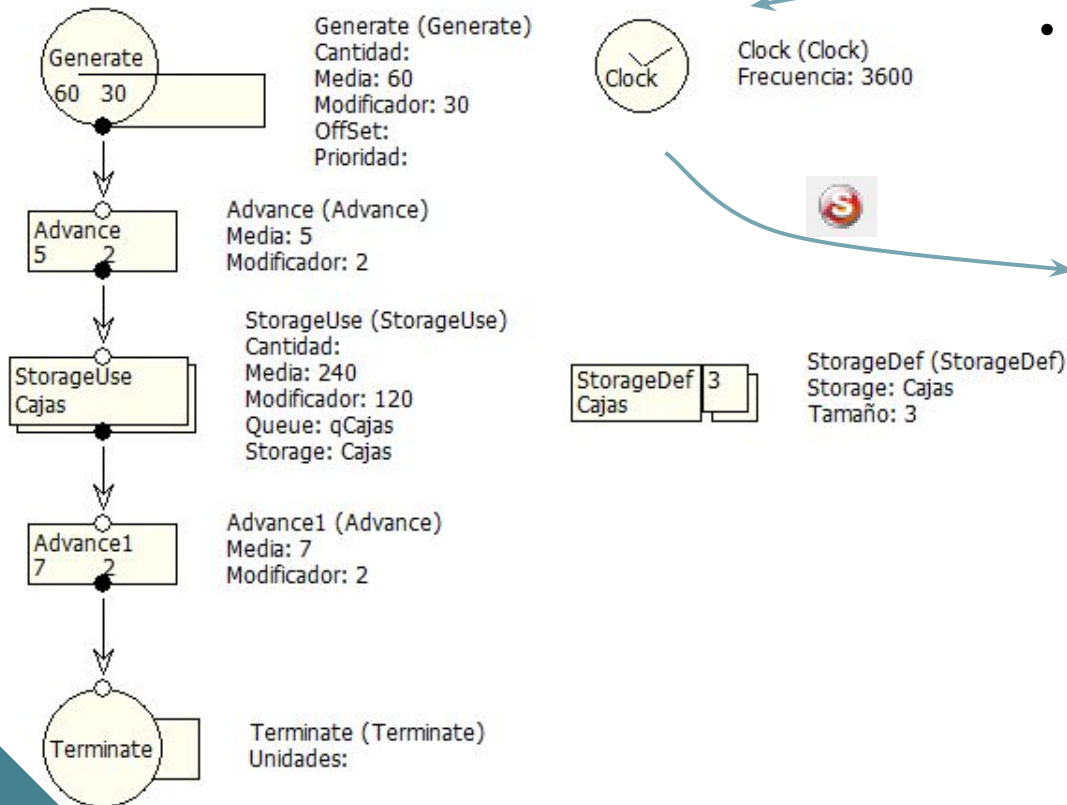 Generate
60 30
Generate (Generate)
Cantidad:
Media: 60
Modificador: 30
OffSet:
Prioridad:
Clock
Clock (Clock)
Frecuencia: 3600
Advance
5 2
Advance (Advance)
Media: 5
Modificador: 2
StorageUse
Cajas
StorageUse (StorageUse)
Cantidad:
Media: 240
Modificador: 120
Queue: qCajas
Storage: Cajas
StorageDef 3
Cajas
StorageDef (StorageDef)
Storage: Cajas
Tamaño: 3
Advance1
7 2
Advance1 (Advance)
Media: 7
Modificador: 2
Terminate
Terminate (Terminate)
Unidades:
S